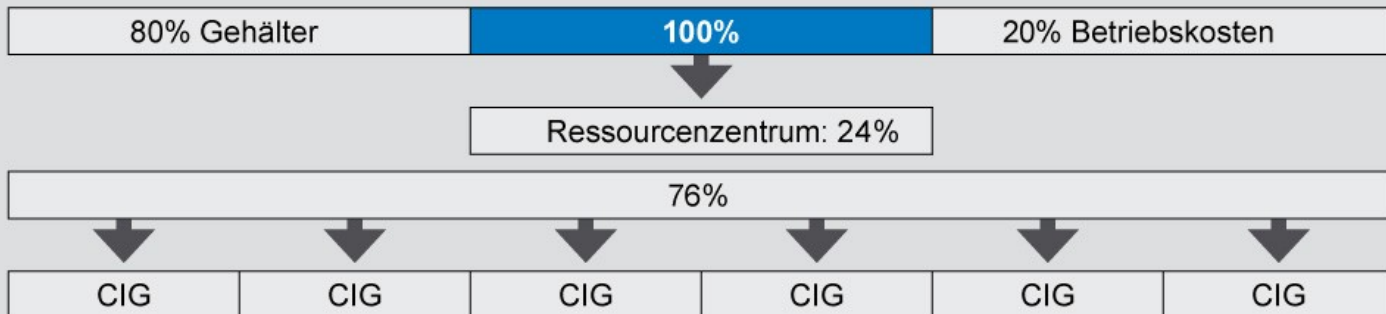 80% Gehälter 100% 20% Betriebskosten
Ressourcenzentrum: 24%
76%
CIG CIG CIG CIG CIG CIG